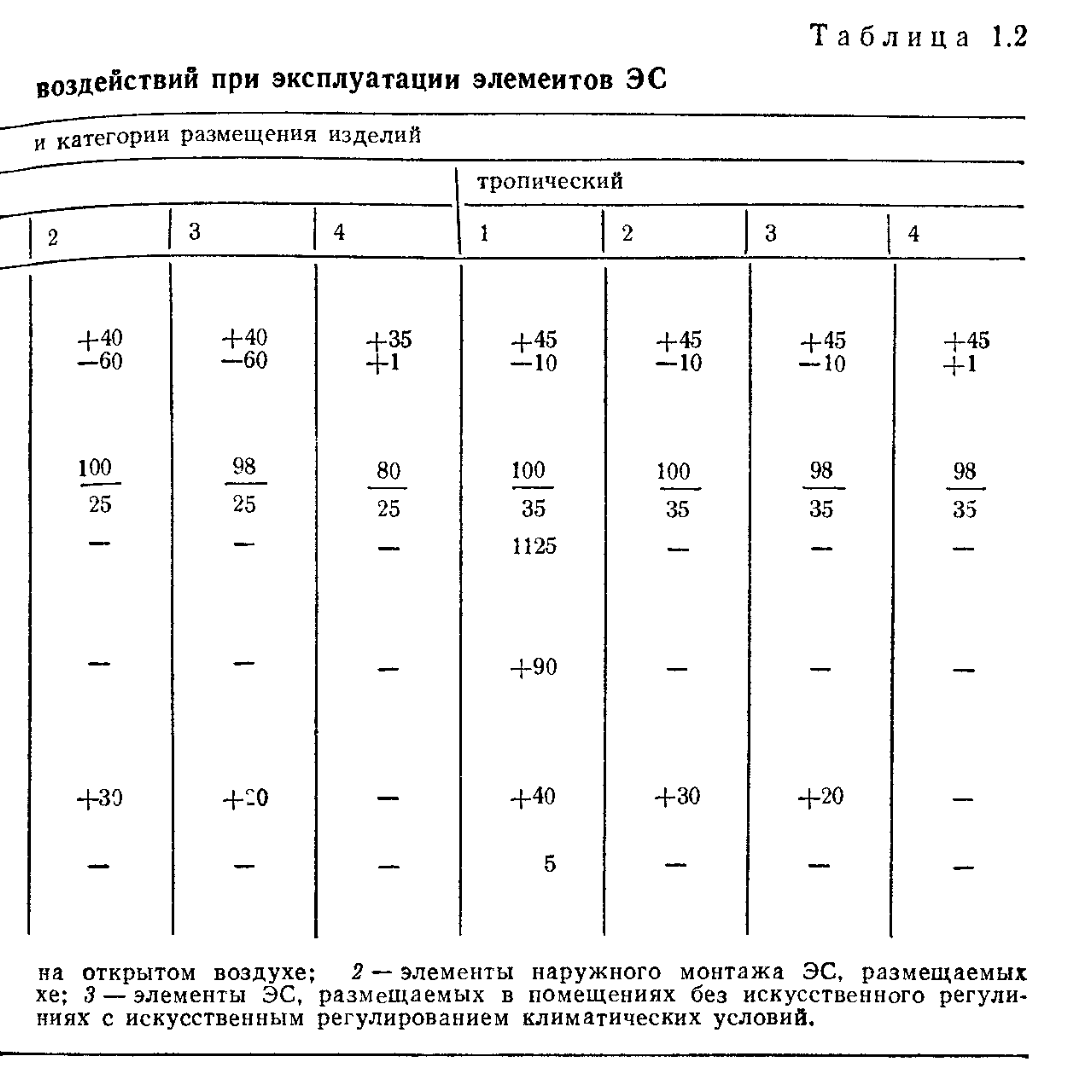 Таблица 1.2
воздействий при эксплуатации элементов ЭС
и категории размещения изделий
тропический
2 3 4 1 2 3 4
+40 +40 +35 +45 +45 +45 +45
—60 —60 +1 —10 —10 —10 +1
100 98 80 100 100 98 98
25 25 25 35 35 35 35
— — — 1125 — — —
— — — +90 — — —
+30 +20 — +40 +30 +20 —
— — — 5 — — —
на открытом воздухе; 2 — элементы наружного монтажа ЭС, размещаемых
хе; 3 — элементы ЭС, размещаемых в помещениях без искусственного регули-
ниях с искусственным регулированием климатических условий.